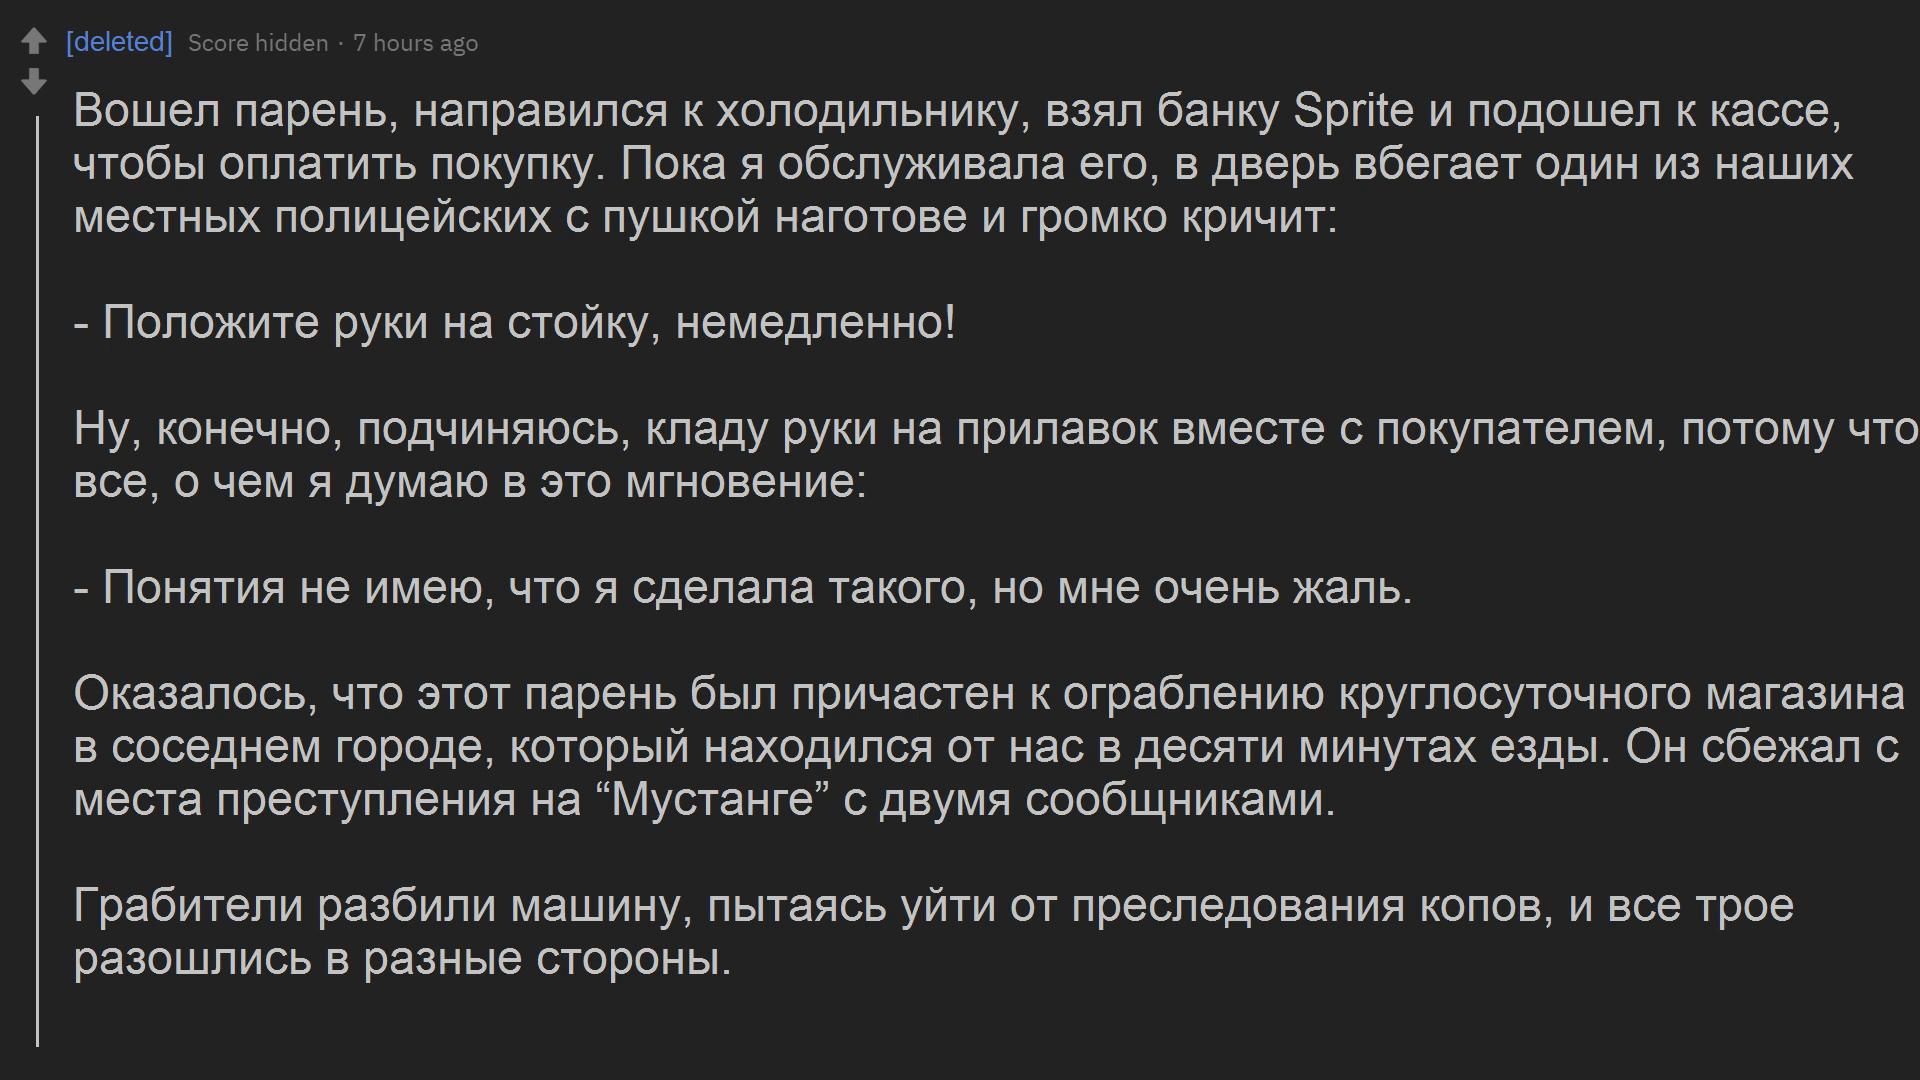 [deleted] Score hidden · 7 hours ago
Вошел парень, направился к холодильнику, взял банку Sprite и подошел к кассе,
чтобы оплатить покупку. Пока я обслуживала его, в дверь вбегает один из наших
местных полицейских с пушкой наготове и громко кричит:
- Положите руки на стойку, немедленно!
Ну, конечно, подчиняюсь, кладу руки на прилавок вместе с покупателем, потому что
все, о чем я думаю в это мгновение:
- Понятия не имею, что я сделала такого, но мне очень жаль.
Оказалось, что этот парень был причастен к ограблению круглосуточного магазина
в соседнем городе, который находился от нас в десяти минутах езды. Он сбежал с
места преступления на “Мустанге” с двумя сообщниками.
Грабители разбили машину, пытаясь уйти от преследования копов, и все трое
разошлись в разные стороны.